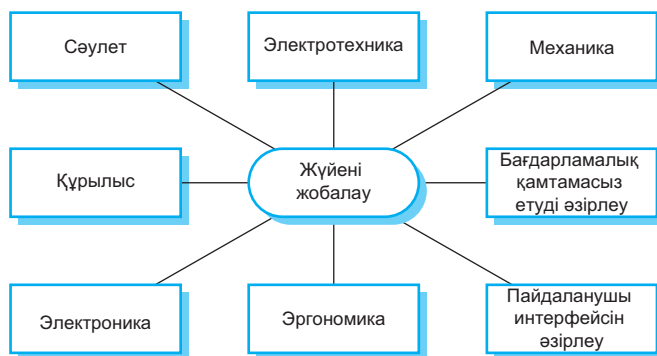 Сәулет
Электротехника
Механика
Құрылыс
Жүйені
жобалау
Бағдарламалық
қамтамасыз
етуді әзірлеу
Электроника
Эргономика
Пайдаланушы
интерфейсін
әзірлеу